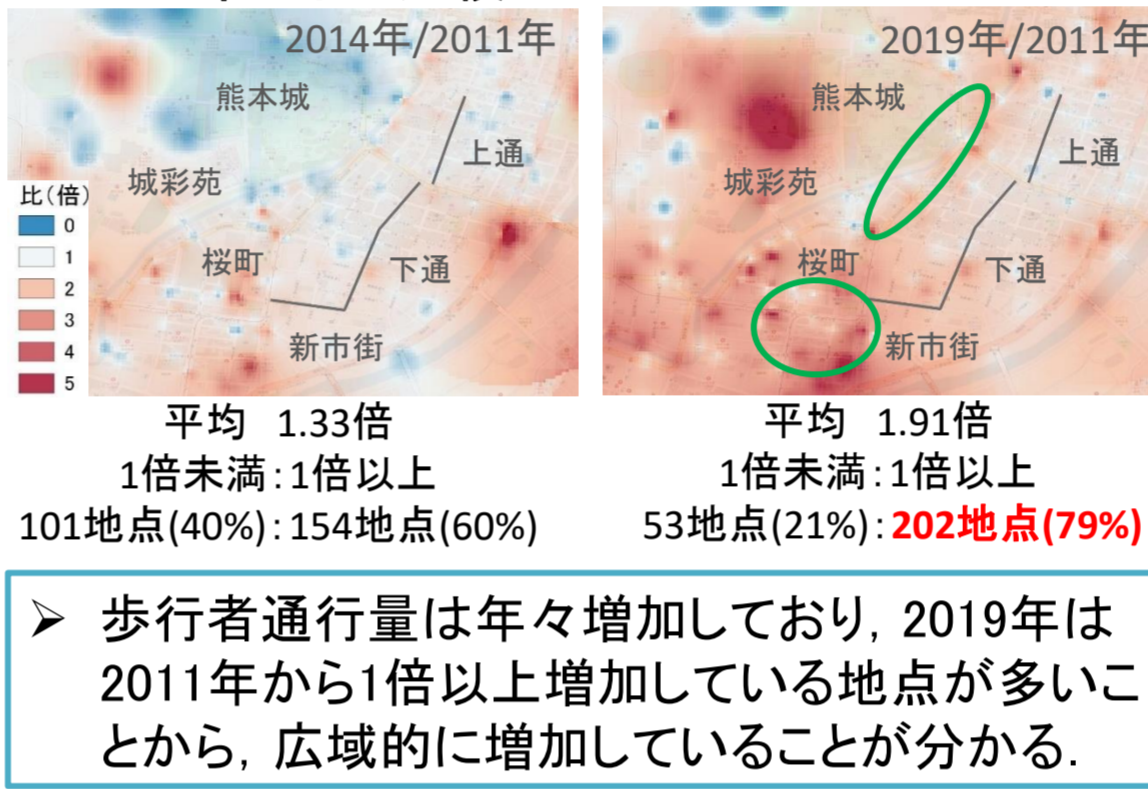 2014年/2011年
熊本城
上通
城彩苑
比(倍)
0
1
2
3
4
5
桜町
下通
新市街
2019年/2011年
熊本城
上通
城彩苑
桜町
下通
新市街
平均 1.33倍
1倍未満:1倍以上
101地点(40%):154地点(60%)
平均 1.91倍
1倍未満:1倍以上
53地点(21%):202地点(79%)
➢ 歩行者通行量は年々増加しており, 2019年は
2011年から1倍以上増加している地点が多いこ
とから, 広域的に増加していることが分かる.